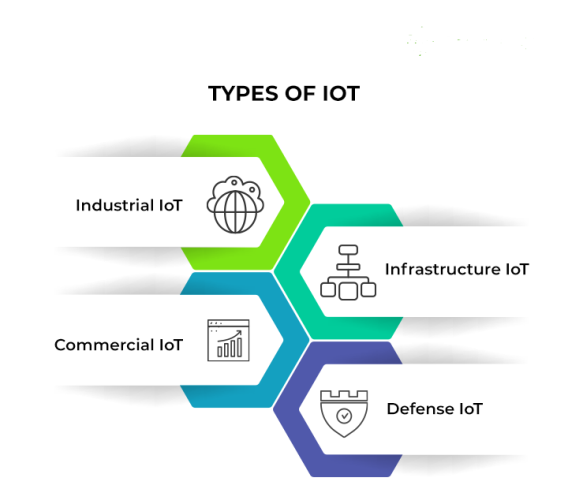 TYPES OF IOT
Industrial IoT
Infrastructure IoT
Commercial IoT
Defense IoT